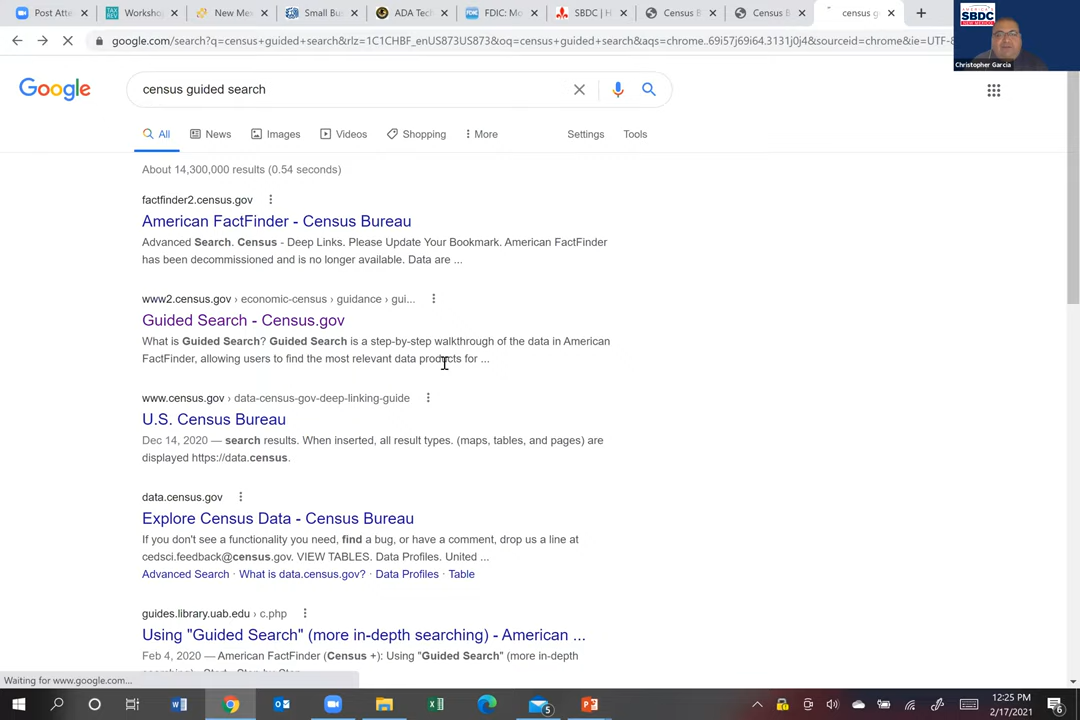 Post Atte
Worksho
New Mes
Small Bus
ADA Tech
FDIC: Mo
SBDC | H
Census B
Census B
census g
google.com/search?q=census+guided+search&rlz=1C1CHBF_enUS873US873&oq=census+guided+search&aqs=chrome..69i57j69i64.3131j0j4&sourceid=chrome&ie=UTF-8
SBDC
NEW MEXICO
Christopher Garcia
Google
census guided search
All
News
Images
Videos
Shopping
More
Settings
Tools
About 14,300,000 results (0.54 seconds)
factfinder2.census.gov
American FactFinder - Census Bureau
Advanced Search. Census - Deep Links. Please Update Your Bookmark. American FactFinder
has been decommissioned and is no longer available. Data are ...
www2.census.gov › economic-census › guidance › gui...
Guided Search - Census.gov
What is Guided Search? Guided Search is a step-by-step walkthrough of the data in American
FactFinder, allowing users to find the most relevant data products for ...
www.census.gov › data-census-gov-deep-linking-guide
U.S. Census Bureau
Dec 14, 2020 — search results. When inserted, all result types. (maps, tables, and pages) are
displayed https://data.census.
data.census.gov
Explore Census Data - Census Bureau
If you don't see a functionality you need, find a bug, or have a comment, drop us a line at
cedsci.feedback@census.gov. VIEW TABLES. Data Profiles. United ...
Advanced Search · What is data.census.gov? · Data Profiles · Table
guides.library.uab.edu › c.php
Using "Guided Search" (more in-depth searching) - American ...
Feb 4, 2020 — American FactFinder (Census +): Using "Guided Search" (more in-depth
Waiting for www.google.com...
5
12:25 PM
2/17/2021
6